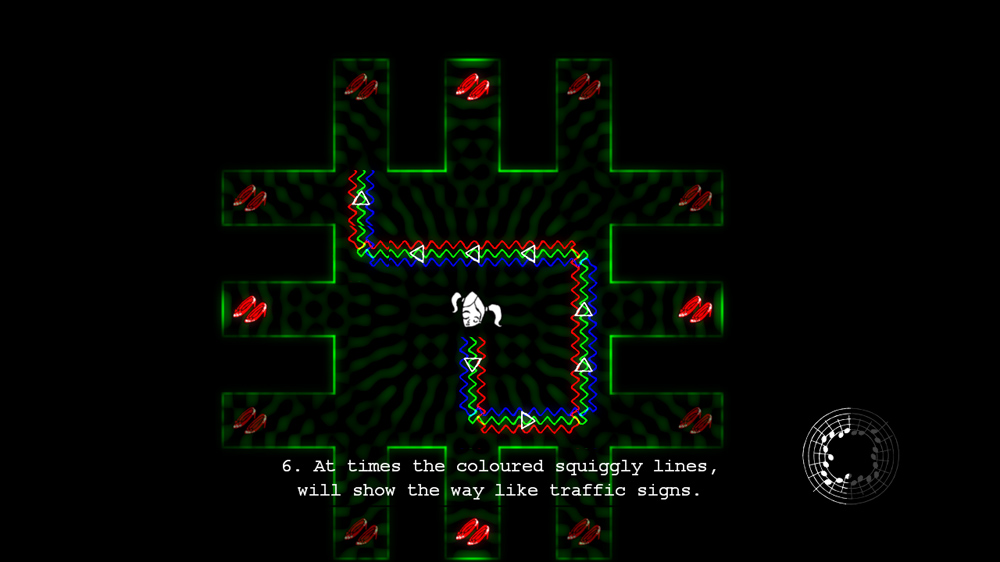 6. At times the coloured squiggly lines,
will show the way like traffic signs.